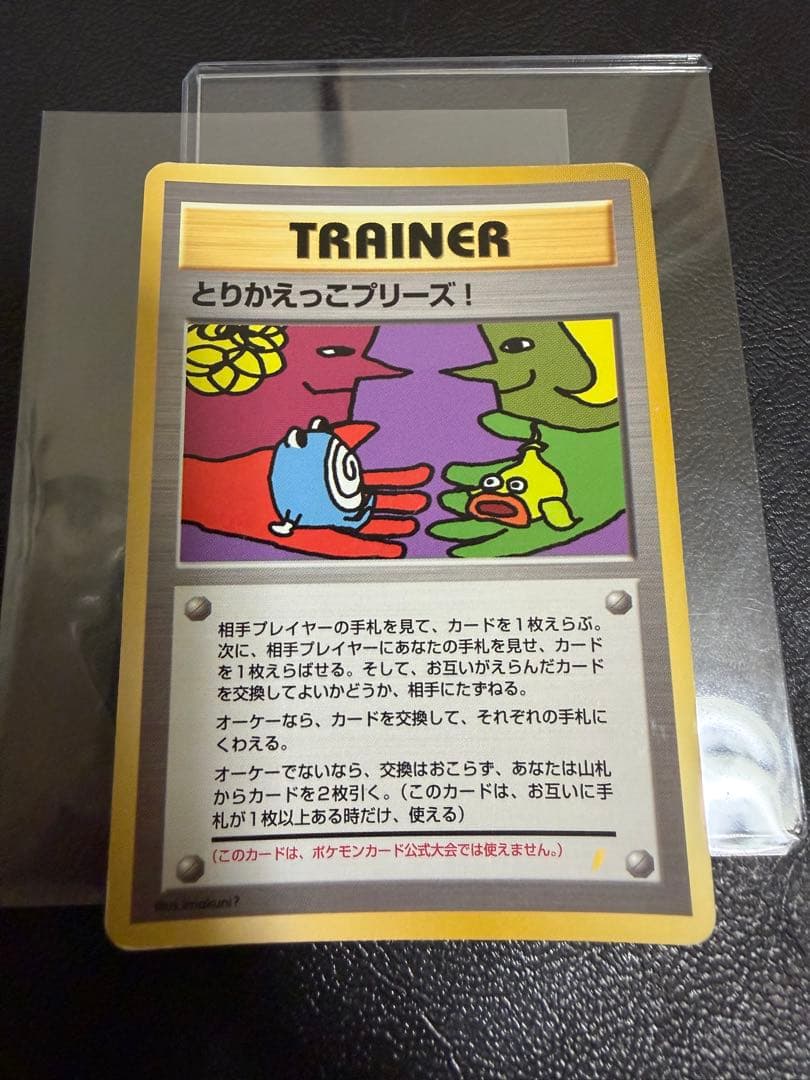 TRAINER
とりかえっこプリーズ！
相手プレイヤーの手札を見て、カードを1枚えらぶ。
次に、相手プレイヤーにあなたの手札を見せ、カード
を1枚えらばせる。そして、お互いがえらんだカード
を交換してよいかどうか、相手にたずねる。
オーケーなら、カードを交換して、それぞれの手札に
くわえる。
オーケーでないなら、交換はおこらず、あなたは山札
からカードを2枚引く。（このカードは、お互いに手
札が1枚以上ある時だけ、使える）
（このカードは、ポケモンカード公式大会では使えません。）
Illus. imakuni?